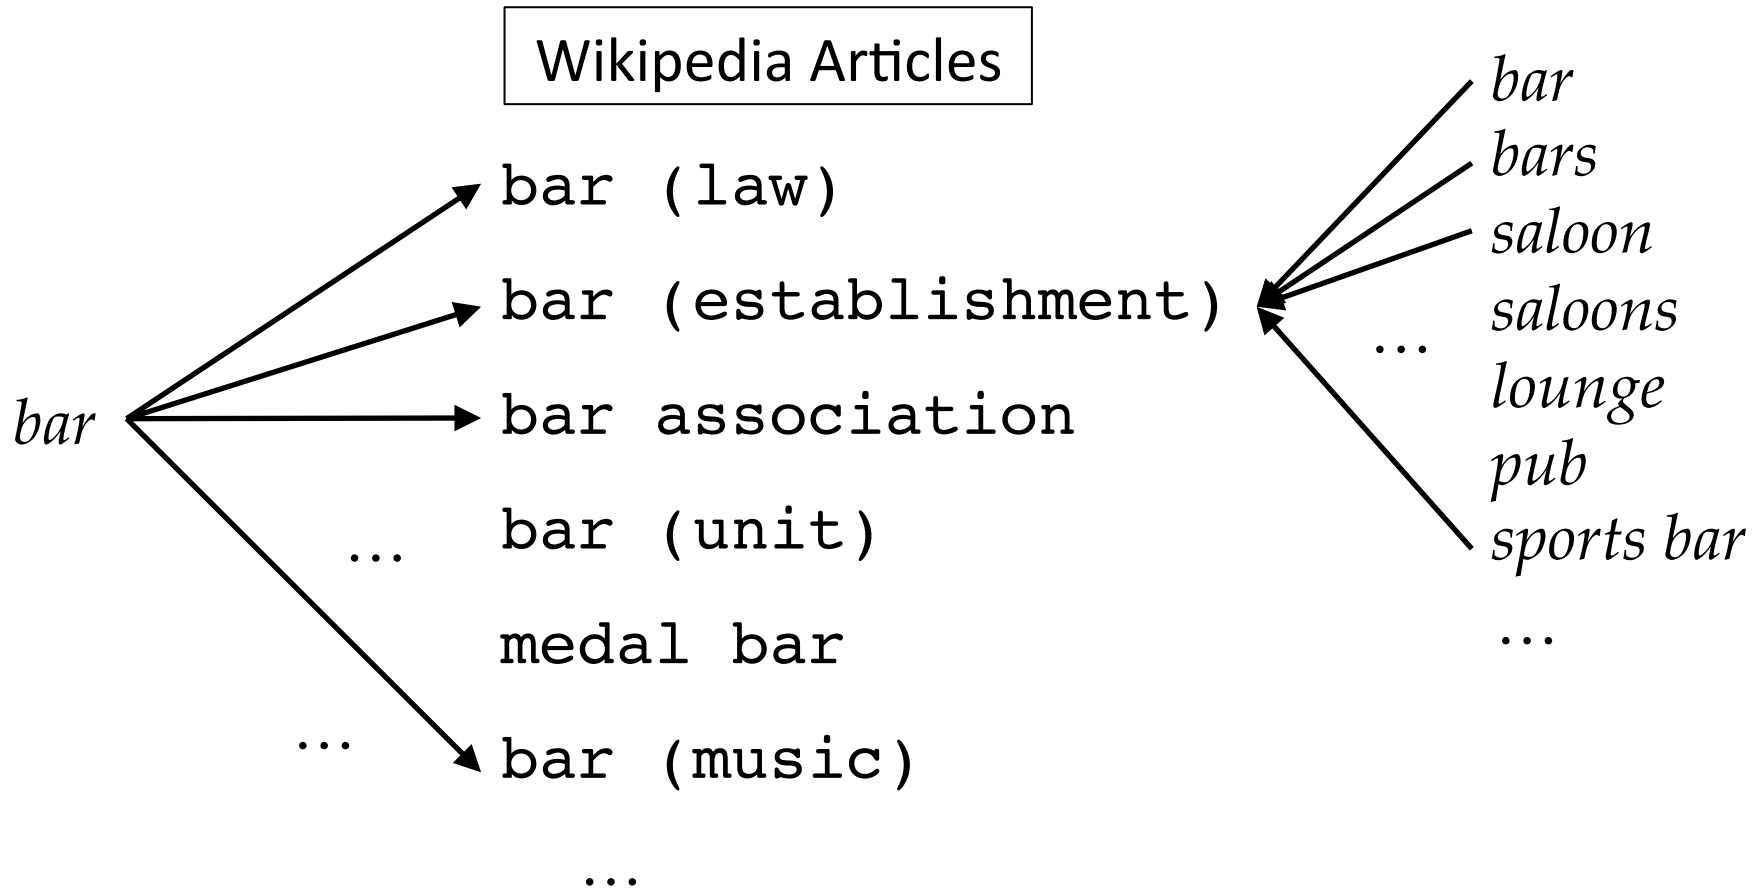 Wikipedia Articles
bar
bar (law)
bar (establishment)
bar association
bar (unit)
medal bar
bar (music)
…
…
…
bar
bars
saloon
saloons
lounge
pub
sports bar
…
…